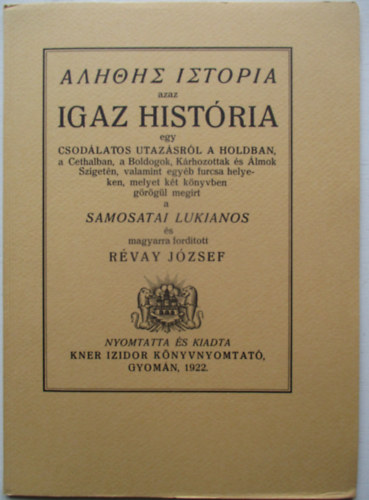 ΑΛΗΘΗΣ ΙΣΤΟΡΙΑ
azaz
IGAZ HISTÓRIA
egy
CSODÁLATOS UTAZÁSRÓL A HOLDBAN,
a Cethalban, a Boldogok, Kárhozottak és Álmok
Szigetén, valamint egyéb furcsa helye-
ken, melyet két könyvben
görögül megirt
a
SAMOSATAI LUKIANOS
és
magyarra forditott
RÉVAY JÓZSEF
NYOMTATTA ÉS KIADTA
KNER IZIDOR KÖNYVNYOMTATÓ,
GYOMÁN, 1922.